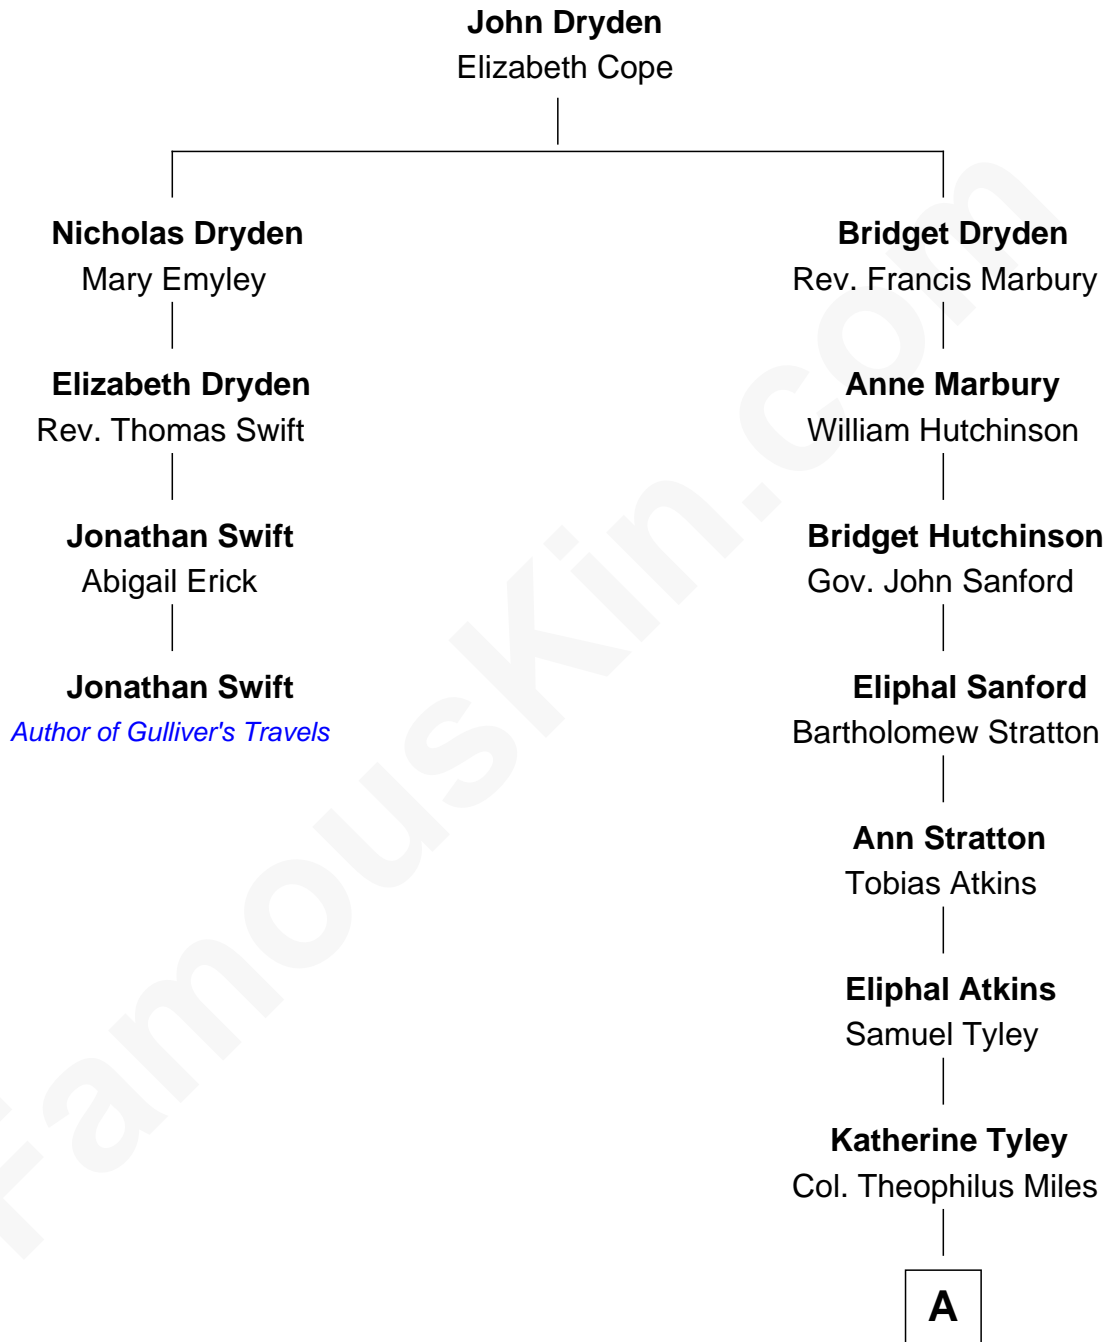 John Dryden
Elizabeth Cope
Nicholas Dryden
Mary Emyley
Elizabeth Dryden
Rev. Thomas Swift
Jonathan Swift
Abigail Erick
Jonathan Swift
Author of Gulliver's Travels
Bridget Dryden
Rev. Francis Marbury
Anne Marbury
William Hutchinson
Bridget Hutchinson
Gov. John Sanford
Eliphal Sanford
Bartholomew Stratton
Ann Stratton
Tobias Atkins
Eliphal Atkins
Samuel Tyley
Katherine Tyley
Col. Theophilus Miles
A
FamousKin.com